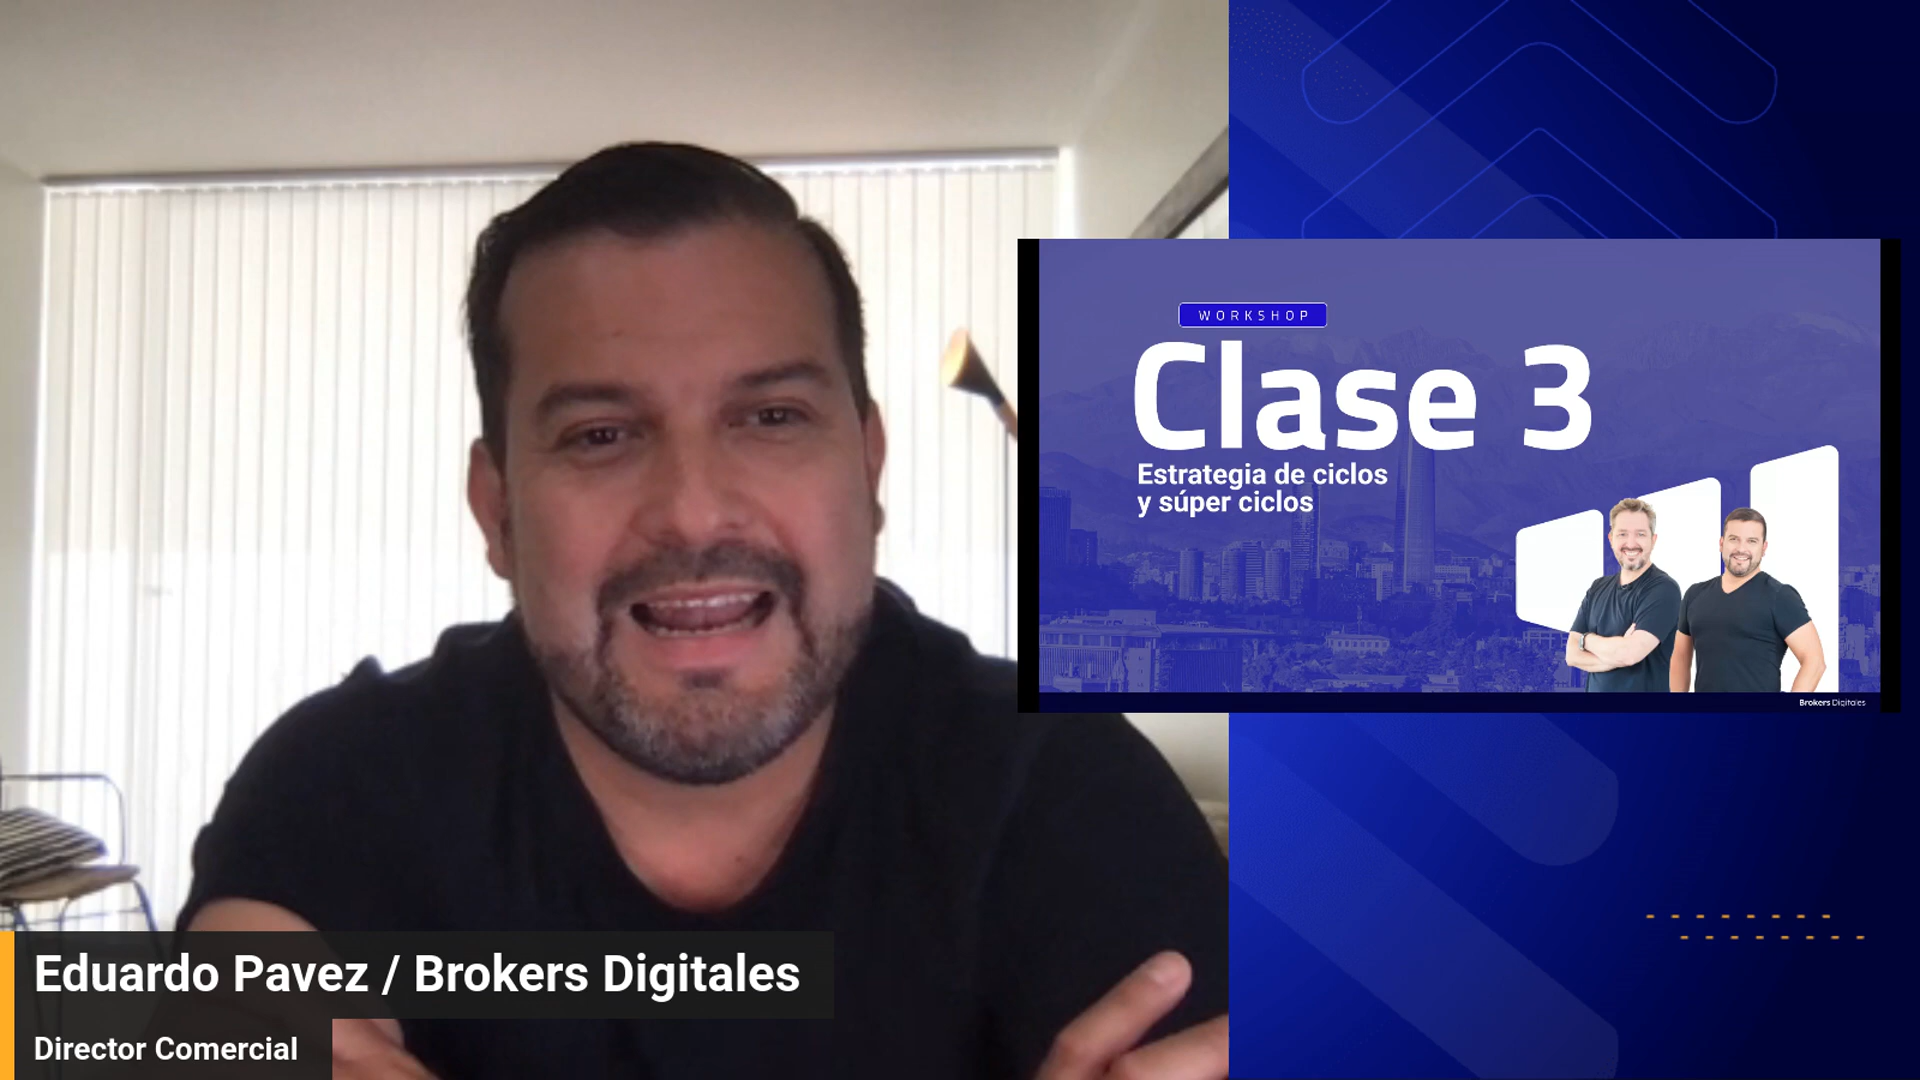 WORKSHOP
Clase 3
Estrategia de ciclos
y súper ciclos
Brokers Digitales
Eduardo Pavez / Brokers Digitales
Director Comercial